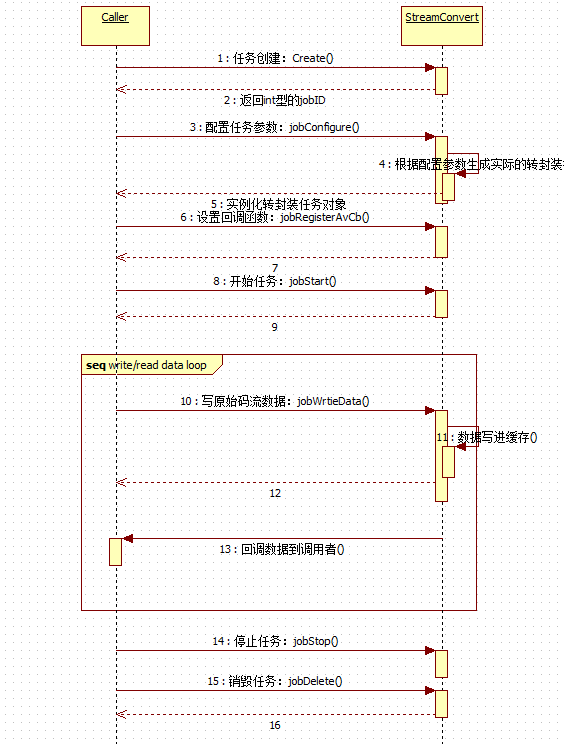 Caller
StreamConvert
1 : 任务创建：Create()
2 : 返回int型的jobID
3 : 配置任务参数：jobConfigure()
4 : 根据配置参数生成实际的转封装
5 : 实例化转封装任务对象
6 : 设置回调函数：jobRegisterAvCb()
7
8 : 开始任务：jobStart()
9
seq write/read data loop
10 : 写原始码流数据：jobWrtieData()
11 : 数据写进缓存()
12
13 : 回调数据到调用者()
14 : 停止任务：jobStop()
15 : 销毁任务：jobDelete()
16